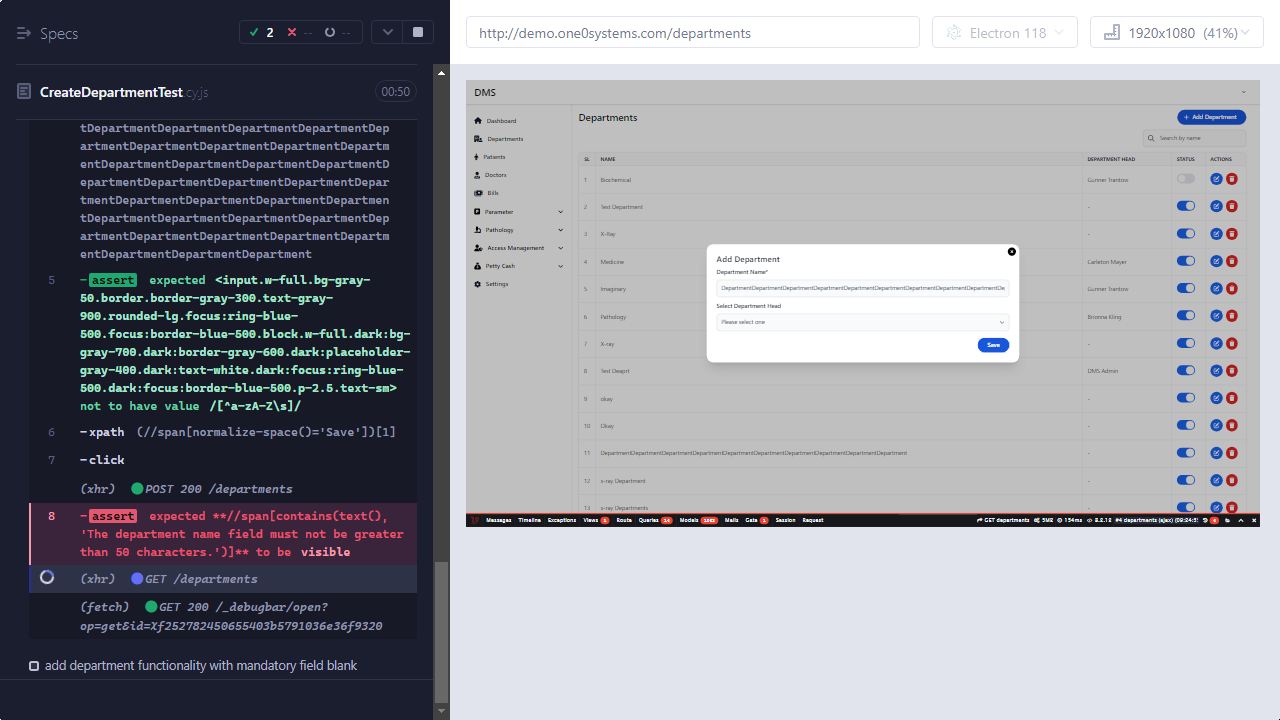 Specs
2
--
--
CreateDepartmentTest.cy.js
00:50
tDepartmentDepartmentDepartmentDepartmentDep
artmentDepartmentDepartmentDepartmentDepartm
entDepartmentDepartmentDepartmentDepartmentD
epartmentDepartmentDepartmentDepartmentDepar
tmentDepartmentDepartmentDepartmentDepartmen
tDepartmentDepartmentDepartmentDepartmentDep
artmentDepartmentDepartmentDepartmentDepartm
entDepartmentDepartment
5 -assert expected <input.w-full.bg-gray-
50.border.border-gray-300.text-gray-
900.rounded-lg.focus:ring-blue-
500.focus:border-blue-500.block.w-full.dark:bg-
gray-700.dark:border-gray-600.dark:placeholder-
gray-400.dark:text-white.dark:focus:ring-blue-
500.dark:focus:border-blue-500.p-2.5.text-sm>
not to have value /[^a-zA-Z\s]/
6 -xpath (//span[normalize-space()='Save'])[1]
7 -click
(xhr) POST 200 /departments
8 -assert expected **//span[contains(text(),
'The department name field must not be greater
than 50 characters.')]** to be visible
(xhr) GET /departments
(fetch) GET 200 /_debugbar/open?
op=get&id=Xf252782450655403b5791036e36f9320
add department functionality with mandatory field blank
http://demo.one0systems.com/departments
Electron 118
1920x1080 (41%)
DMS
Dashboard
Departments
Patients
Doctors
Bills
Parameter
Pathology
Access Management
Petty Cash
Settings
Departments
+ Add Department
Search by name
SL NAME DEPARTMENT HEAD STATUS ACTIONS
1 Biochemical Gunner Trantow
2 Test Department -
3 X-Ray -
4 Medicine Carleton Mayer
5 Imaginary Gunner Trantow
6 Pathology Brionna Kling
7 X-ray -
8 Test Deaprt DMS Admin
9 okay -
10 Okay -
11 DepartmentDepartmentDepartmentDepartmentDepartmentDepartmentDepartmentDepartmentDepartmentDepartment -
12 x-ray Department -
13 x-ray Departments -
Add Department
Department Name*
DepartmentDepartmentDepartmentDepartmentDepartmentDepartmentDepartmentDepartmentDepartmentDe
Select Department Head
Please select one
Save
Messages Timeline Exceptions Views Route Queries Models Mails Gate Session Request
GET departments 5MB 154ms 8.2.12 #4 departments (ajax)